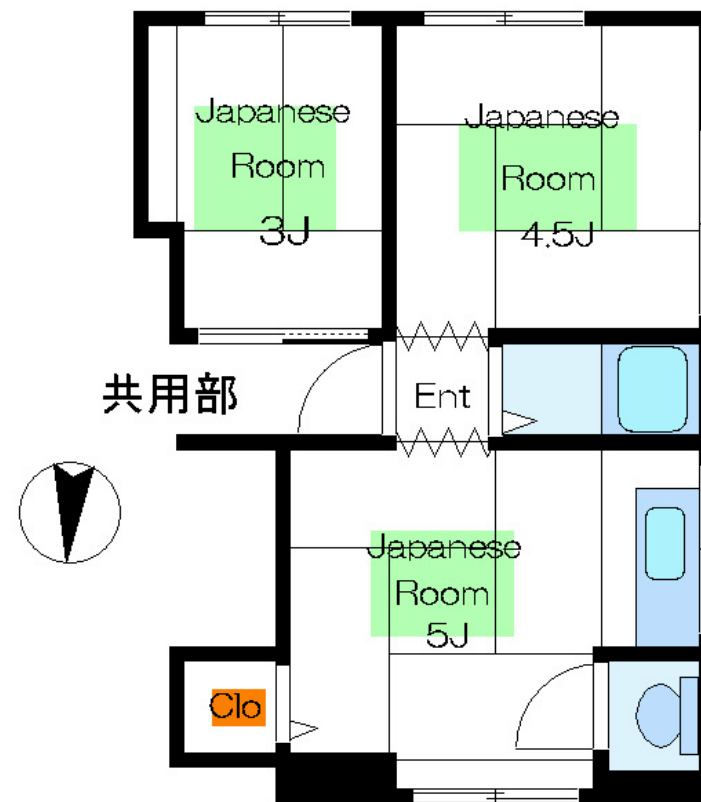 Japanese
Room
3J
Japanese
Room
4.5J
共用部
Ent
Japanese
Room
5J
Clo